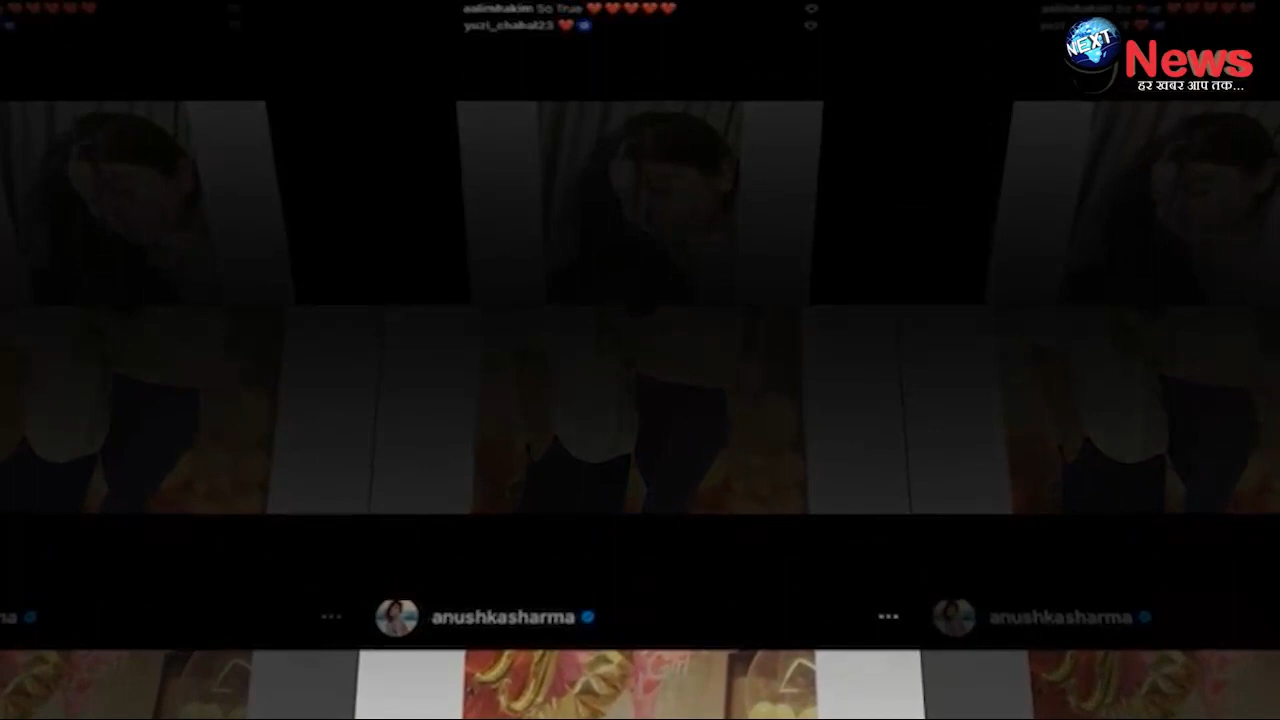 aalimhakim So True ❤️❤️❤️❤️❤️
yuzi_chahal23 ❤️🧿
NEXT
News
हर खबर आप तक...
anushkasharma
anushkasharma